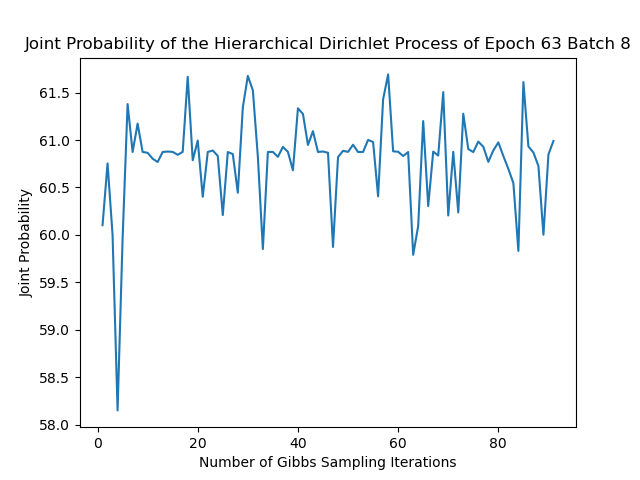 Joint Probability of the Hierarchical Dirichlet Process of Epoch 63 Batch 8
61.5
61.0
60.5
60.0
59.5
59.0
58.5
58.0
Joint Probability
0 20 40 60 80
Number of Gibbs Sampling Iterations